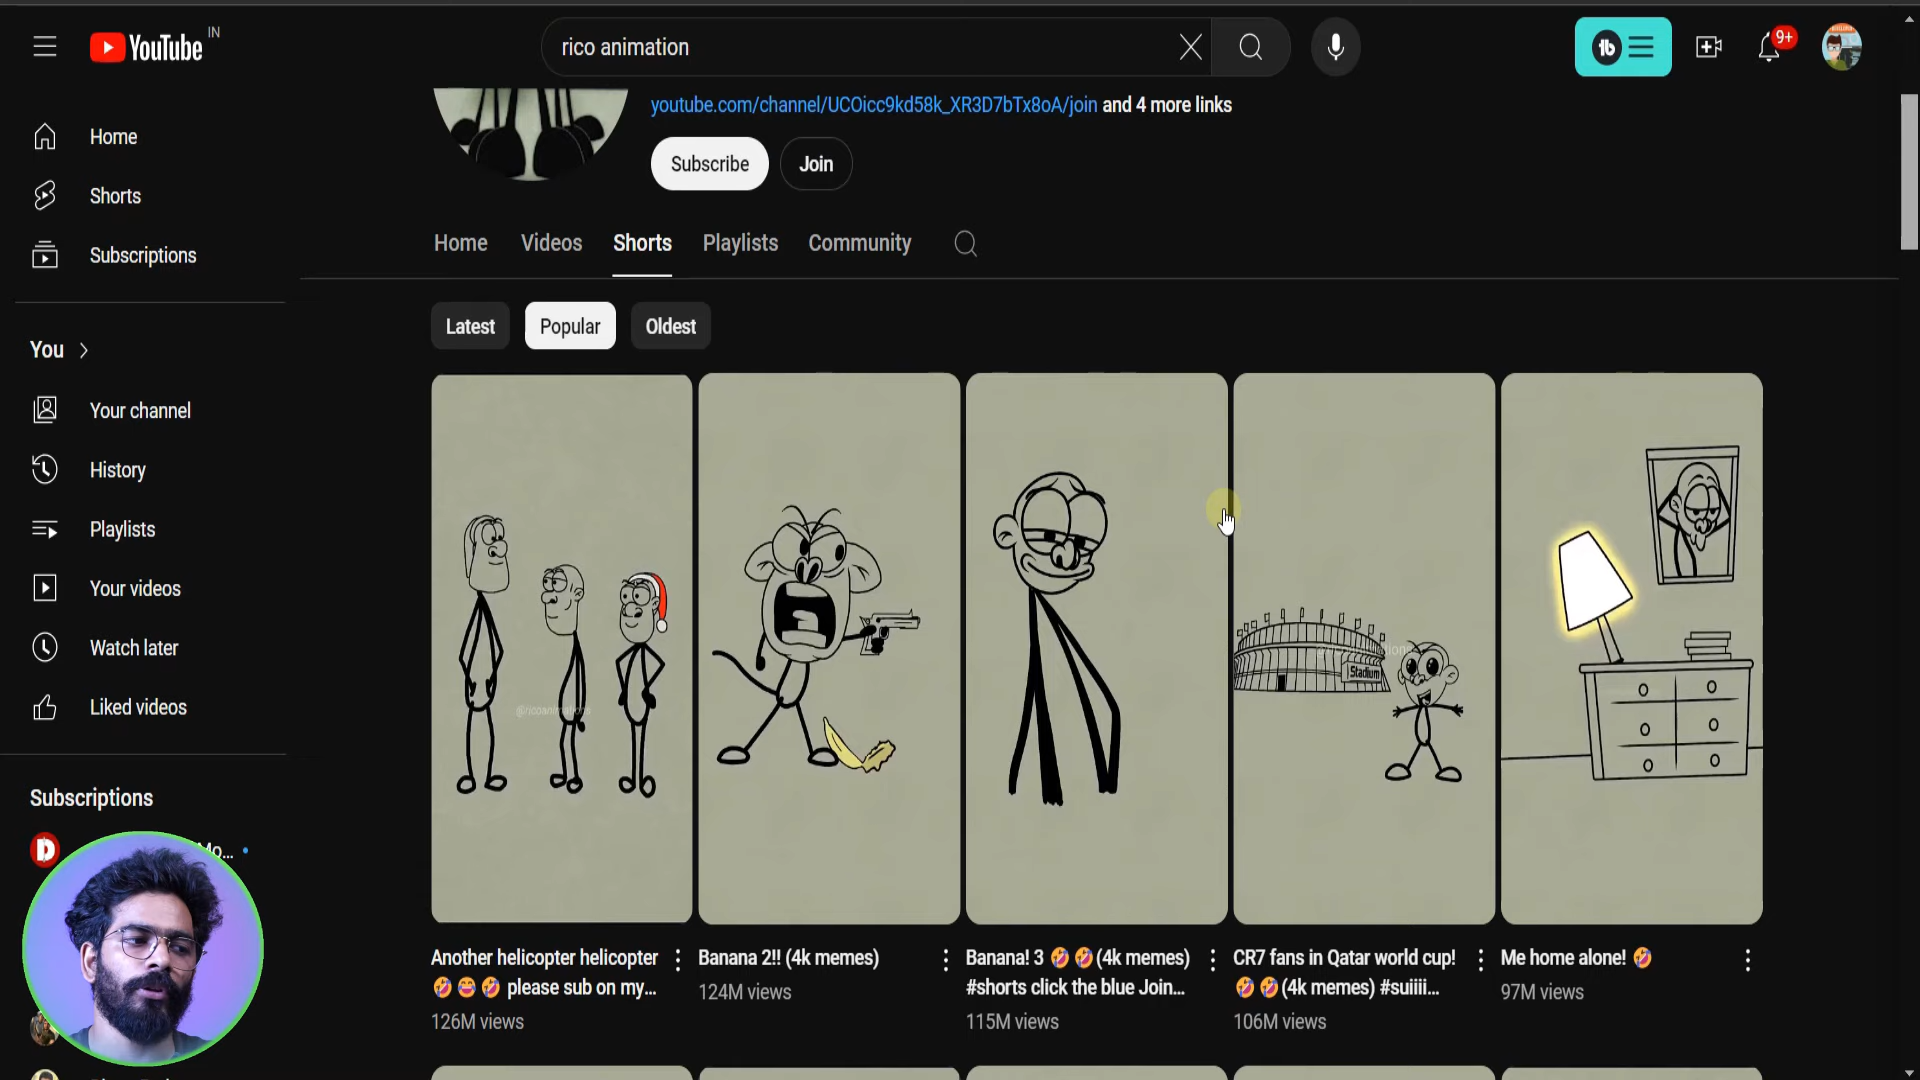 YouTube IN
rico animation
9+
youtube.com/channel/UCOicc9kd58k_XR3D7bTx8oA/join and 4 more links
Subscribe
Join
Home
Videos
Shorts
Playlists
Community
Latest
Popular
Oldest
Home
Shorts
Subscriptions
You
Your channel
History
Playlists
Your videos
Watch later
Liked videos
Subscriptions
Mo...
@ricoanimations
Stadium
Another helicopter helicopter
🤣 😂 🤣 please sub on my...
126M views
Banana 2!! (4k memes)
124M views
Banana! 3 🤣 🤣(4k memes)
#shorts click the blue Join...
115M views
CR7 fans in Qatar world cup!
🤣 🤣(4k memes) #suiiii...
106M views
Me home alone! 🤣
97M views